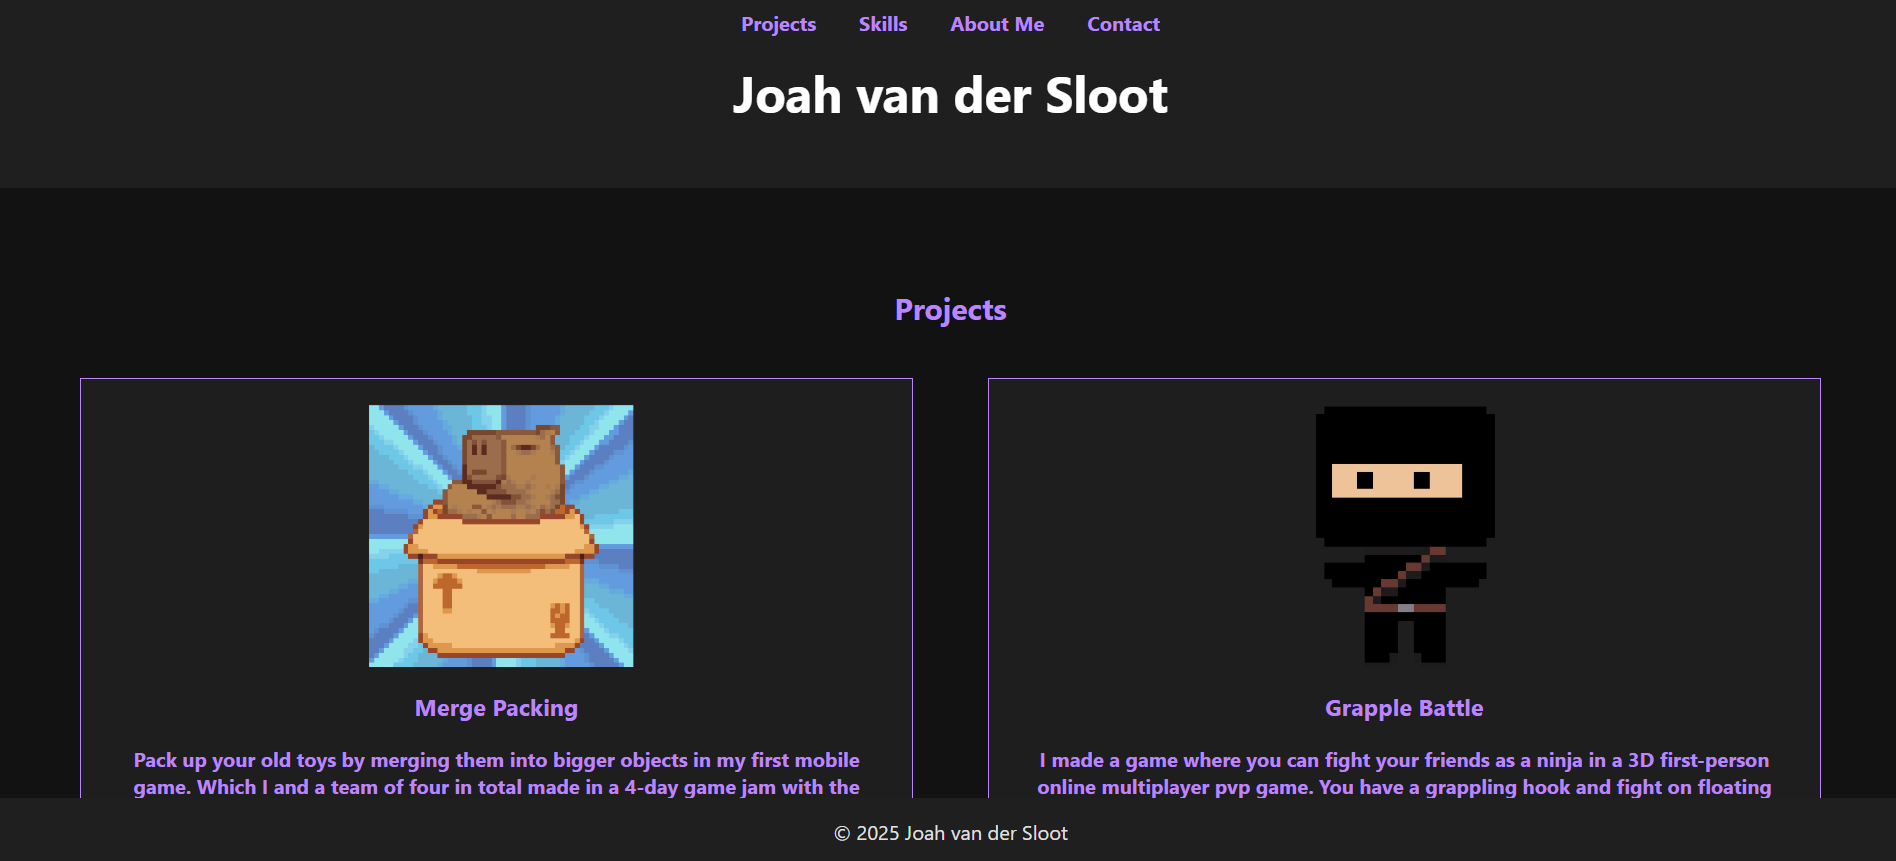 Projects Skills About Me Contact
Joah van der Sloot
Projects
Merge Packing
Pack up your old toys by merging them into bigger objects in my first mobile
game. Which I and a team of four in total made in a 4-day game jam with the
Grapple Battle
I made a game where you can fight your friends as a ninja in a 3D first-person
online multiplayer pvp game. You have a grappling hook and fight on floating
© 2025 Joah van der Sloot